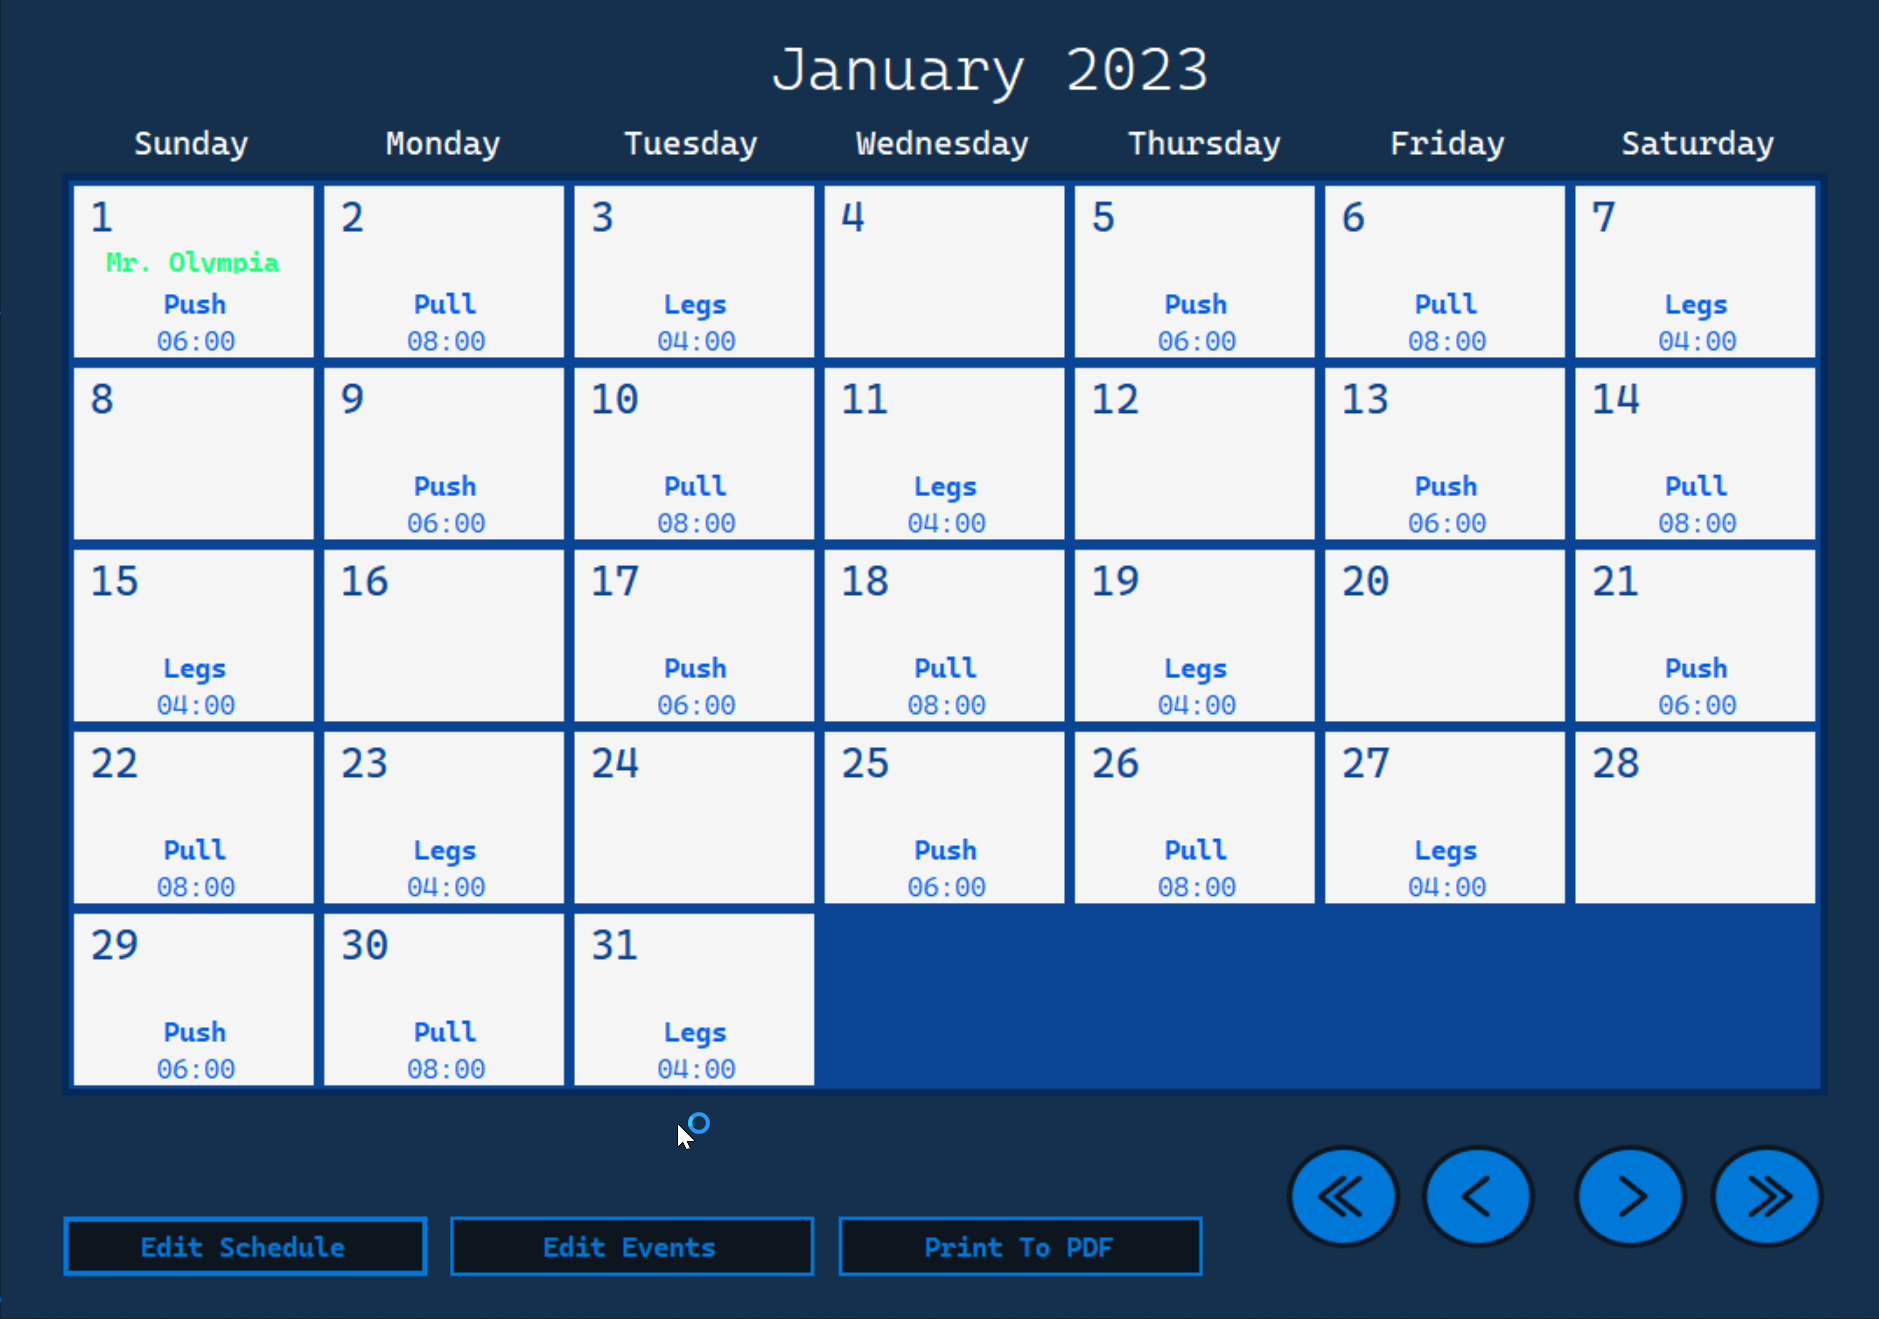 January 2023
Sunday Monday Tuesday Wednesday Thursday Friday Saturday
1 2 3 4 5 6 7
Mr. Olympia
Push Pull Legs Push Pull Legs
06:00 08:00 04:00 06:00 08:00 04:00
8 9 10 11 12 13 14
Push Pull Legs Push Pull
06:00 08:00 04:00 06:00 08:00
15 16 17 18 19 20 21
Legs Push Pull Legs Push
04:00 06:00 08:00 04:00 06:00
22 23 24 25 26 27 28
Pull Legs Push Pull Legs
08:00 04:00 06:00 08:00 04:00
29 30 31
Push Pull Legs
06:00 08:00 04:00
Edit Schedule Edit Events Print To PDF